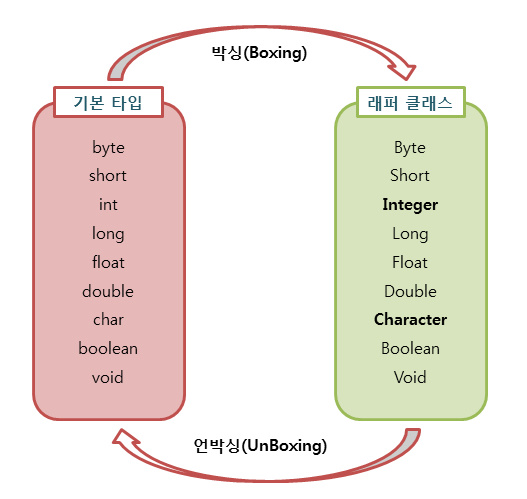 박싱(Boxing)
기본 타입
래퍼 클래스
byte
Byte
short
Short
int
Integer
long
Long
float
Float
double
Double
char
Character
boolean
Boolean
void
Void
언박싱(UnBoxing)